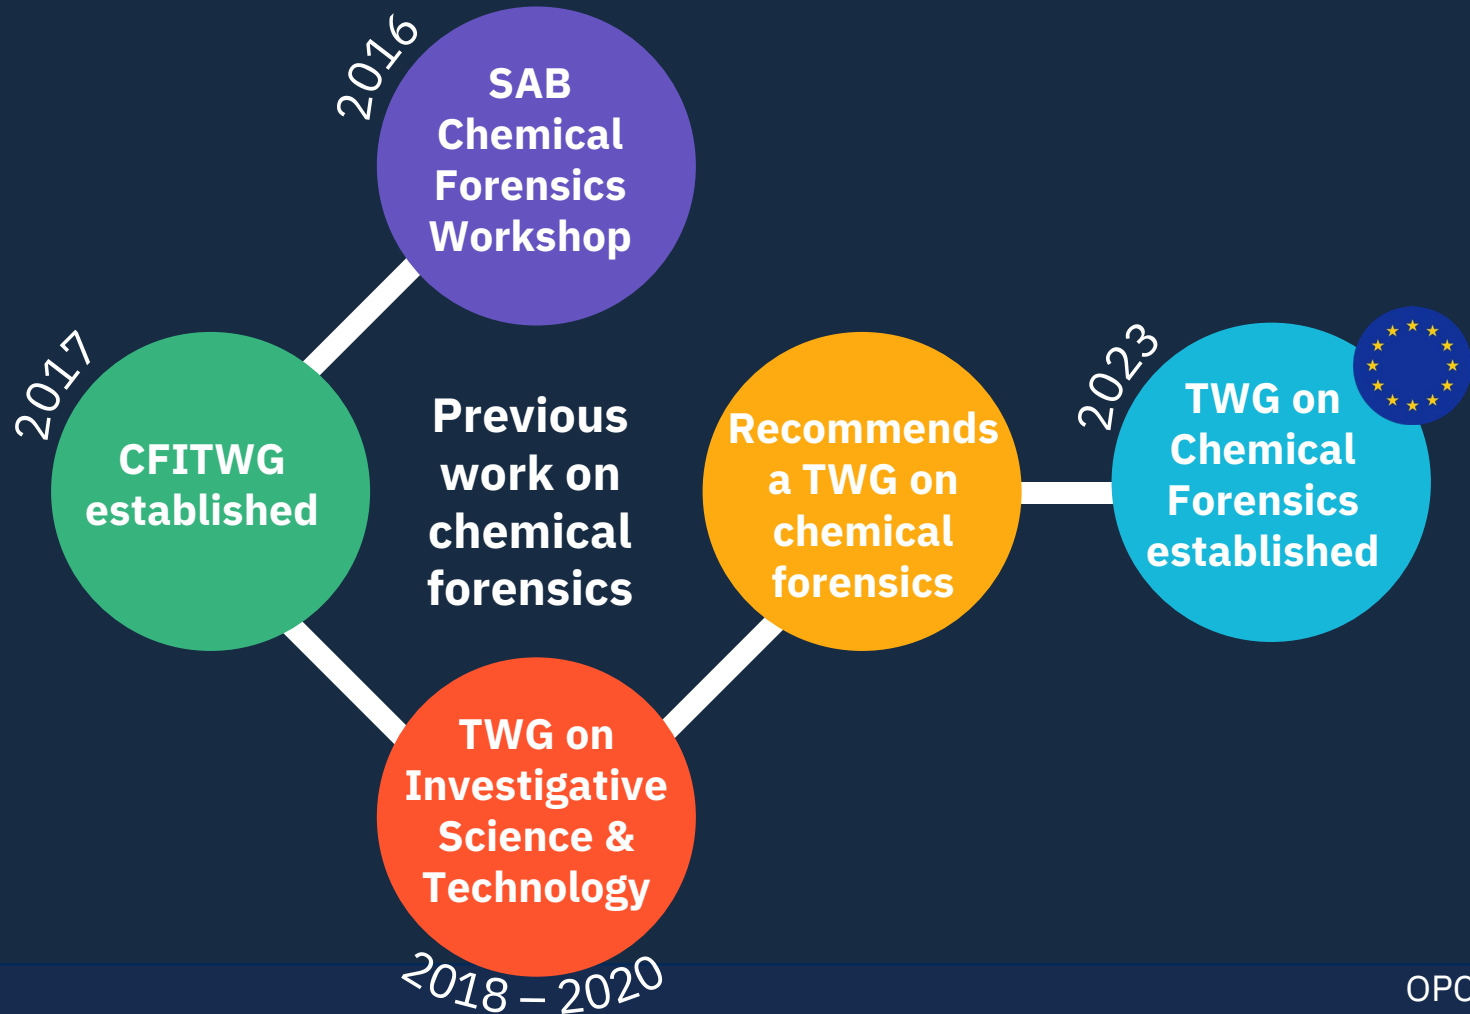 2016
SAB
Chemical
Forensics
Workshop
2017
CFITWG
established
Previous
work on
chemical
forensics
TWG on
Investigative
Science &
Technology
2018 – 2020
Recommends
a TWG on
chemical
forensics
2023
TWG on
Chemical
Forensics
established
OPC